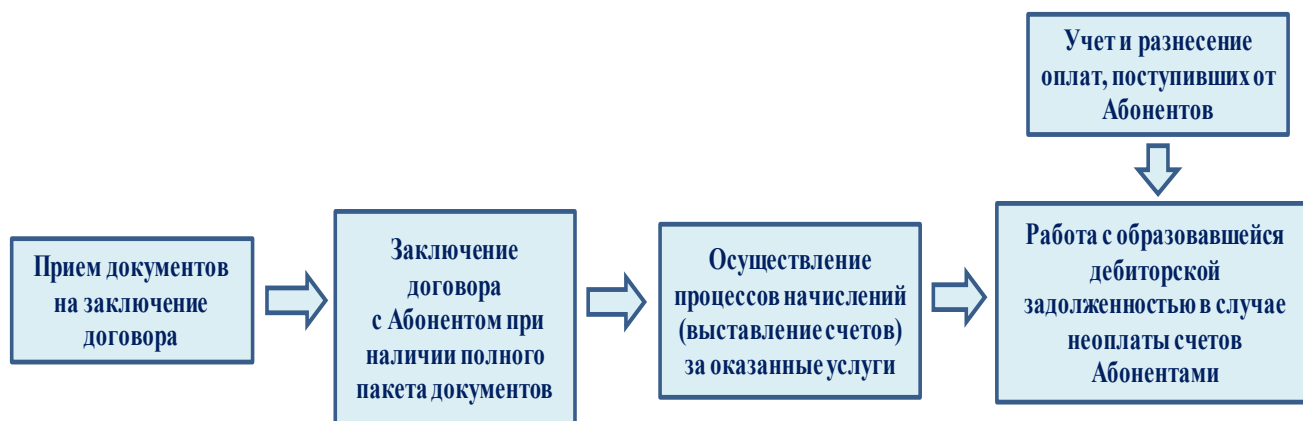 Учет и разнесение
оплат, поступивших от
Абонентов
Прием документов
на заключение
договора
Заключение
договора
с Абонентом при
наличии полного
пакета документов
Осуществление
процессов начислений
(выставление счетов)
за оказанные услуги
Работа с образовавшейся
дебиторской
задолженностью в случае
неоплаты счетов
Абонентами